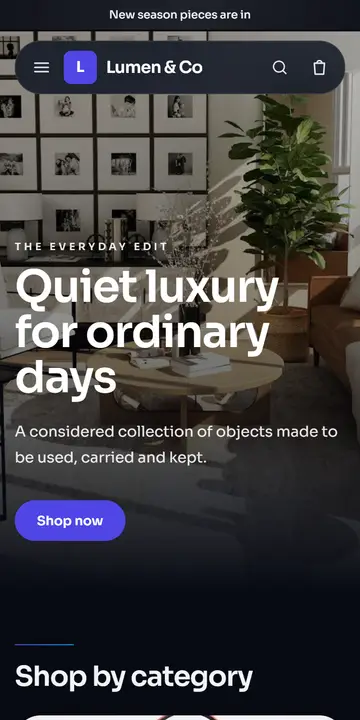 New season pieces are in
L
Lumen & Co
THE EVERYDAY EDIT
Quiet luxury
for ordinary
days
A considered collection of objects made to
be used, carried and kept.
Shop now
Shop by category